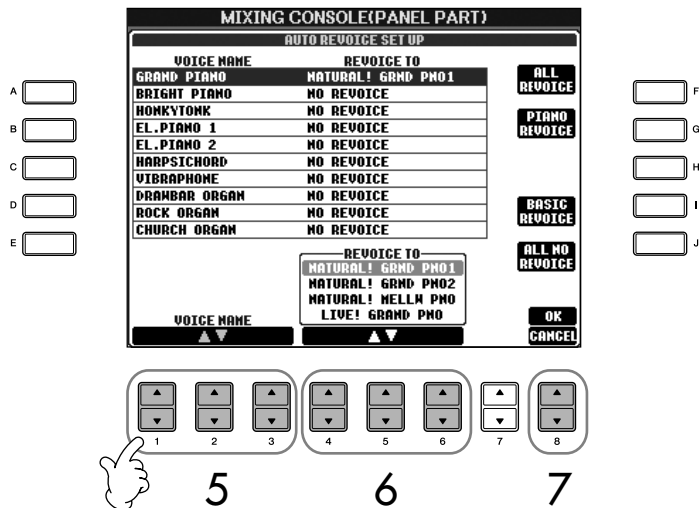 MIXING CONSOLE(PANEL PART)
AUTO REVOICE SET UP
VOICE NAME REVOICE TO
GRAND PIANO NATURAL! GRND PNO1
BRIGHT PIANO NO REVOICE
HONKYTONK NO REVOICE
EL.PIANO 1 NO REVOICE
EL.PIANO 2 NO REVOICE
HARPSICHORD NO REVOICE
VIBRAPHONE NO REVOICE
DRAWBAR ORGAN NO REVOICE
ROCK ORGAN NO REVOICE
CHURCH ORGAN NO REVOICE
ALL
REVOICE
PIANO
REVOICE
BASIC
REVOICE
ALL NO
REVOICE
REVOICE TO
NATURAL! GRND PNO1
NATURAL! GRND PNO2
NATURAL! MELLW PNO
LIVE! GRAND PNO
VOICE NAME
OK
CANCEL
A
B
C
D
E
F
G
H
I
J
1 2 3 4 5 6 7 8
5 6 7